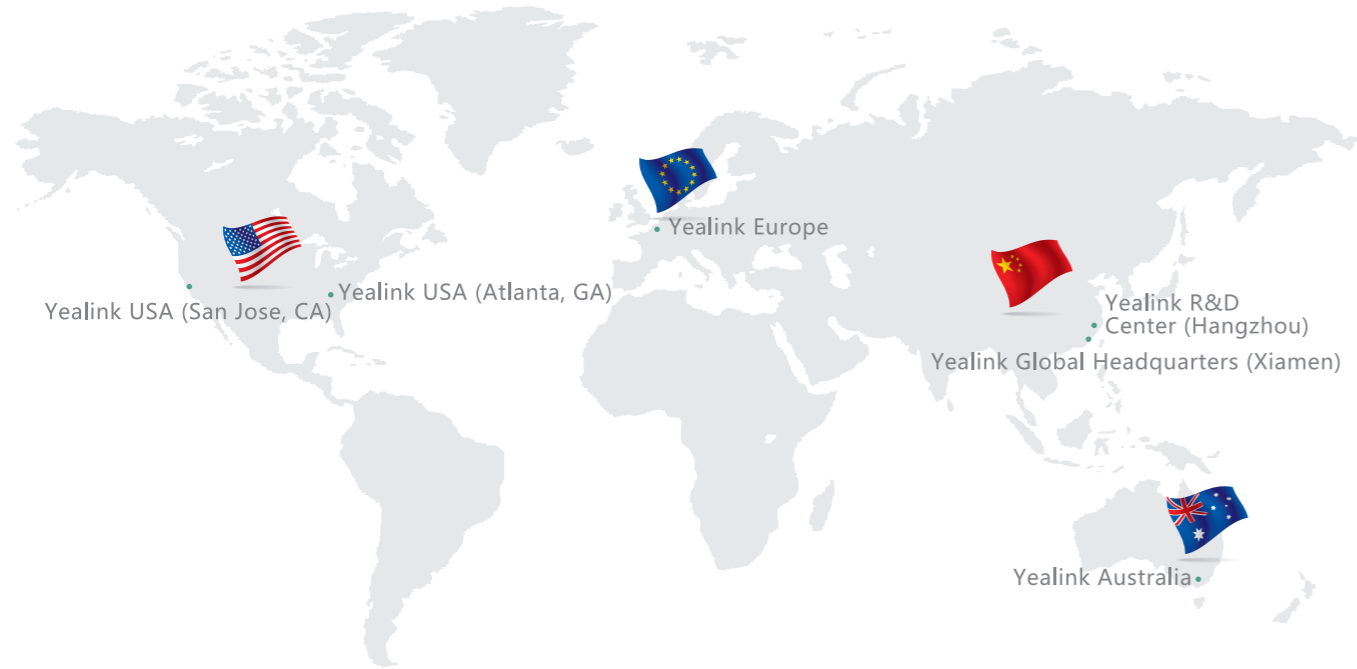 Yealink Europe
Yealink USA (Atlanta, GA)
Yealink USA (San Jose, CA)
Yealink R&D
Center (Hangzhou)
Yealink Global Headquarters (Xiamen)
Yealink Australia